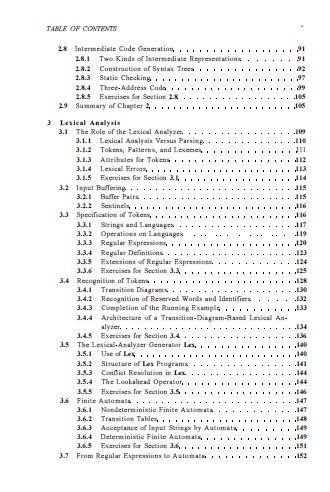 TABLE OF CONTENTS
2.8 Intermediate Code Generation . . . . . . . . . . . . . . . . . . 91
2.8.1 Two Kinds of Intermediate Representations . . . . . . . 91
2.8.2 Construction of Syntax Trees . . . . . . . . . . . . . . . 92
2.8.3 Static Checking . . . . . . . . . . . . . . . . . . . . . 97
2.8.4 Three-Address Code . . . . . . . . . . . . . . . . . . . 99
2.8.5 Exercises for Section 2.8 . . . . . . . . . . . . . . . . 105
2.9 Summary of Chapter 2 . . . . . . . . . . . . . . . . . . . . . 105
3 Lexical Analysis
3.1 The Role of the Lexical Analyzer . . . . . . . . . . . . . . . 109
3.1.1 Lexical Analysis Versus Parsing . . . . . . . . . . . . . 110
3.1.2 Tokens, Patterns, and Lexemes . . . . . . . . . . . . . 111
3.1.3 Attributes for Tokens . . . . . . . . . . . . . . . . . . 112
3.1.4 Lexical Errors . . . . . . . . . . . . . . . . . . . . . 113
3.1.5 Exercises for Section 3.1 . . . . . . . . . . . . . . . . 114
3.2 Input Buffering . . . . . . . . . . . . . . . . . . . . . . . . 115
3.2.1 Buffer Pairs . . . . . . . . . . . . . . . . . . . . . . 115
3.2.2 Sentinels . . . . . . . . . . . . . . . . . . . . . . . . 116
3.3 Specification of Tokens . . . . . . . . . . . . . . . . . . . . 116
3.3.1 Strings and Languages . . . . . . . . . . . . . . . . . . 117
3.3.2 Operations on Languages . . . . . . . . . . . . . . . . . 119
3.3.3 Regular Expressions . . . . . . . . . . . . . . . . . . . 120
3.3.4 Regular Definitions . . . . . . . . . . . . . . . . . . . 123
3.3.5 Extensions of Regular Expressions . . . . . . . . . . . . 124
3.3.6 Exercises for Section 3.3 . . . . . . . . . . . . . . . . 125
3.4 Recognition of Tokens . . . . . . . . . . . . . . . . . . . . . 128
3.4.1 Transition Diagrams . . . . . . . . . . . . . . . . . . . 130
3.4.2 Recognition of Reserved Words and Identifiers . . . . . . 132
3.4.3 Completion of the Running Example . . . . . . . . . . . . 133
3.4.4 Architecture of a Transition-Diagram-Based Lexical An-
alyzer . . . . . . . . . . . . . . . . . . . . . . . . . . . . 134
3.4.5 Exercises for Section 3.4 . . . . . . . . . . . . . . . . 136
3.5 The Lexical-Analyzer Generator Lex . . . . . . . . . . . . . . . 140
3.5.1 Use of Lex . . . . . . . . . . . . . . . . . . . . . . . 140
3.5.2 Structure of Lex Programs . . . . . . . . . . . . . . . . 141
3.5.3 Conflict Resolution in Lex . . . . . . . . . . . . . . . 144
3.5.4 The Lookahead Operator . . . . . . . . . . . . . . . . . 144
3.5.5 Exercises for Section 3.5 . . . . . . . . . . . . . . . . 146
3.6 Finite Automata . . . . . . . . . . . . . . . . . . . . . . . . 147
3.6.1 Nondeterministic Finite Automata . . . . . . . . . . . . 147
3.6.2 Transition Tables . . . . . . . . . . . . . . . . . . . . 148
3.6.3 Acceptance of Input Strings by Automata . . . . . . . . . 149
3.6.4 Deterministic Finite Automata . . . . . . . . . . . . . . 149
3.6.5 Exercises for Section 3.6 . . . . . . . . . . . . . . . . 151
3.7 From Regular Expressions to Automata . . . . . . . . . . . . . . 152